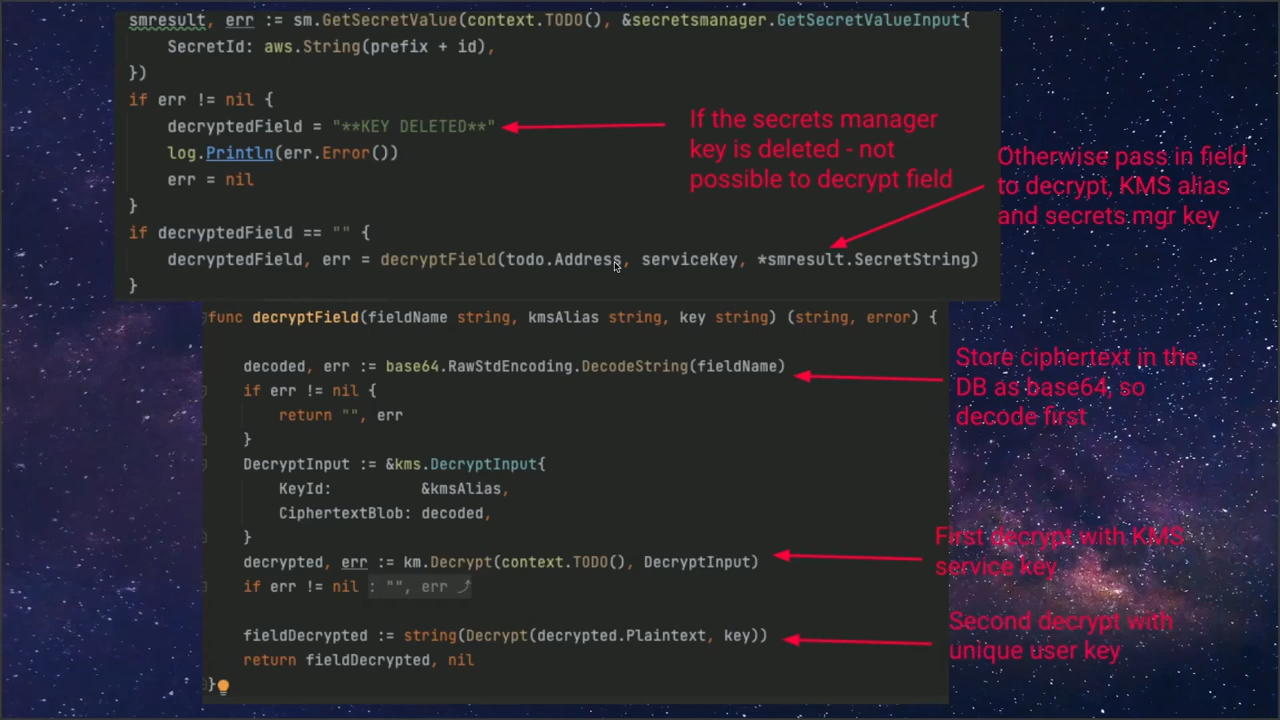 smresult, err := sm.GetSecretValue(context.TODO(), &secretsmanager.GetSecretValueInput{
    SecretId: aws.String(prefix + id),
})
if err != nil {
    decryptedField = "**KEY DELETED**"
    log.Println(err.Error())
    err = nil
}
if decryptedField == "" {
    decryptedField, err = decryptField(todo.Address, serviceKey, *smresult.SecretString)
}
If the secrets manager
key is deleted - not
possible to decrypt field
Otherwise pass in field
to decrypt, KMS alias
and secrets mgr key
func decryptField(fieldName string, kmsAlias string, key string) (string, error) {
    decoded, err := base64.RawStdEncoding.DecodeString(fieldName)
    if err != nil {
        return "", err
    }
    DecryptInput := &kms.DecryptInput{
        KeyId:          &kmsAlias,
        CiphertextBlob: decoded,
    }
    decrypted, err := km.Decrypt(context.TODO(), DecryptInput)
    if err != nil : "", err ⤴
    fieldDecrypted := string(Decrypt(decrypted.Plaintext, key))
    return fieldDecrypted, nil
}
Store ciphertext in the
DB as base64, so
decode first
First decrypt with KMS
service key
Second decrypt with
unique user key